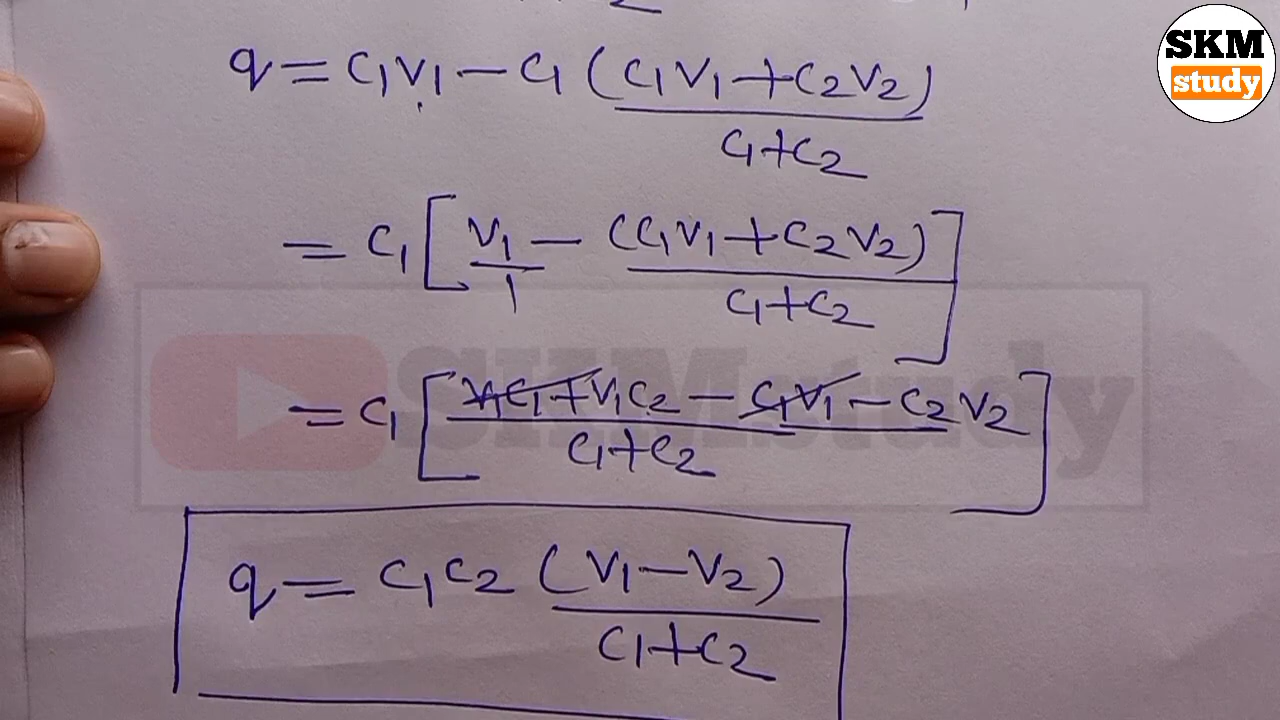 SKM
study
q = C₁V₁ - C₁ (C₁V₁ + C₂V₂)
C₁ + C₂
= C₁ [ V₁ - (C₁V₁ + C₂V₂) ]
1 C₁ + C₂
= C₁ [ V₁C₁ + V₁C₂ - C₁V₁ - C₂V₂ ]
C₁ + C₂
SKMstudy
q = C₁C₂ (V₁ - V₂)
C₁ + C₂